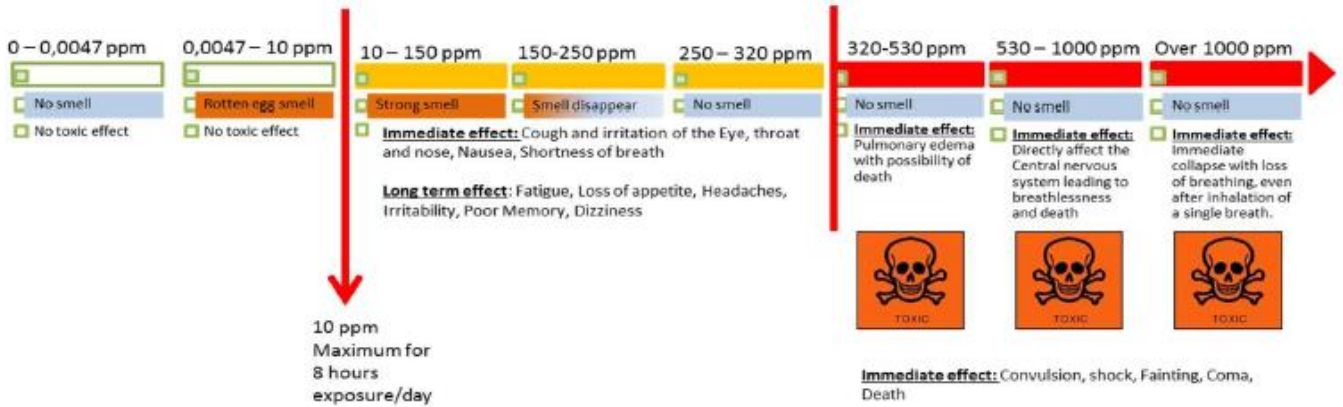 0 – 0,0047 ppm
No smell
No toxic effect
0,0047 – 10 ppm
Rotten egg smell
No toxic effect
10 – 150 ppm
Strong smell
150-250 ppm
Smell disappear
250 – 320 ppm
No smell
Immediate effect: Cough and irritation of the Eye, throat
and nose, Nausea, Shortness of breath
Long term effect: Fatigue, Loss of appetite, Headaches,
Irritability, Poor Memory, Dizziness
10 ppm
Maximum for
8 hours
exposure/day
320-530 ppm
No smell
Immediate effect:
Pulmonary edema
with possibility of
death
TOXIC
530 – 1000 ppm
No smell
Immediate effect:
Directly affect the
Central nervous
system leading to
breathlessness
and death
TOXIC
Over 1000 ppm
No smell
Immediate effect:
Immediate
collapse with loss
of breathing, even
after inhalation of
a single breath.
TOXIC
Immediate effect: Convulsion, shock, Fainting, Coma,
Death